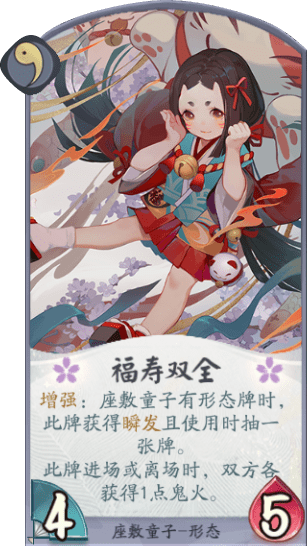 福寿双全
增强：座敷童子有形态牌时，
此牌获得瞬发且使用时抽一
张牌。
此牌进场或离场时，双方各
获得1点鬼火。
4
座敷童子-形态
5